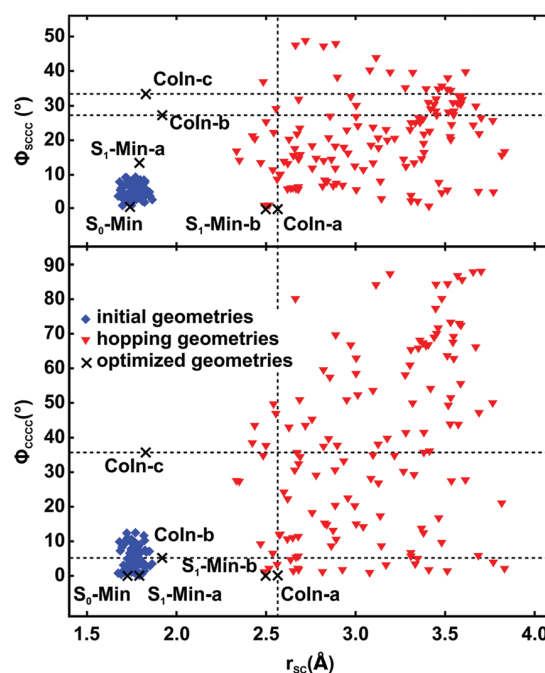 ΦSCCC (°)
50
40
30
20
10
0
CoIn-c
CoIn-b
S1-Min-a
S0-Min
S1-Min-b
CoIn-a
ΦCCCC(°)
90
80
70
60
50
40
30
20
10
0
initial geometries
hopping geometries
optimized geometries
CoIn-c
CoIn-b
S1-Min-b
S0-Min
S1-Min-a
CoIn-a
1.5 2.0 2.5 3.0 3.5 4.0
rSC(Å)